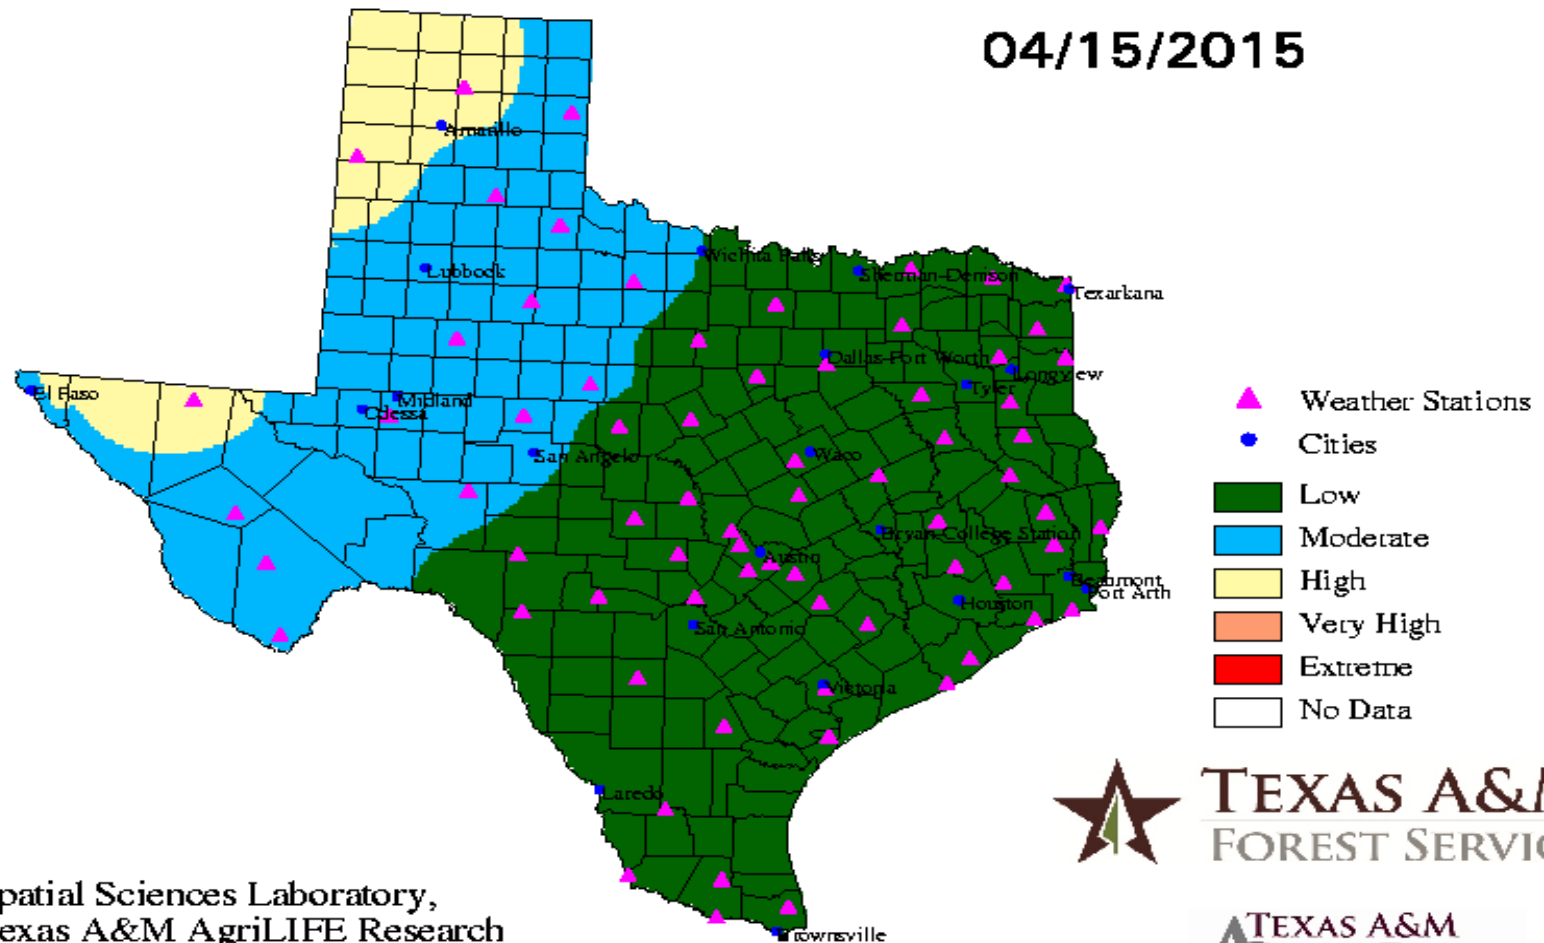 04/15/2015
Amarillo
Lubbock
Wichita Falls
Sherman-Denison
Texarkana
Dallas-Fort Worth
Longview
Tyler
El Paso
Midland
Odessa
San Angelo
Waco
Bryan-College Station
Austin
Beaumont
Port Arth
Houston
San Antonio
Victoria
Laredo
Brownsville
Weather Stations
Cities
Low
Moderate
High
Very High
Extreme
No Data
TEXAS A&M
FOREST SERVIC
patial Sciences Laboratory,
exas A&M AgriLIFE Research
TEXAS A&M